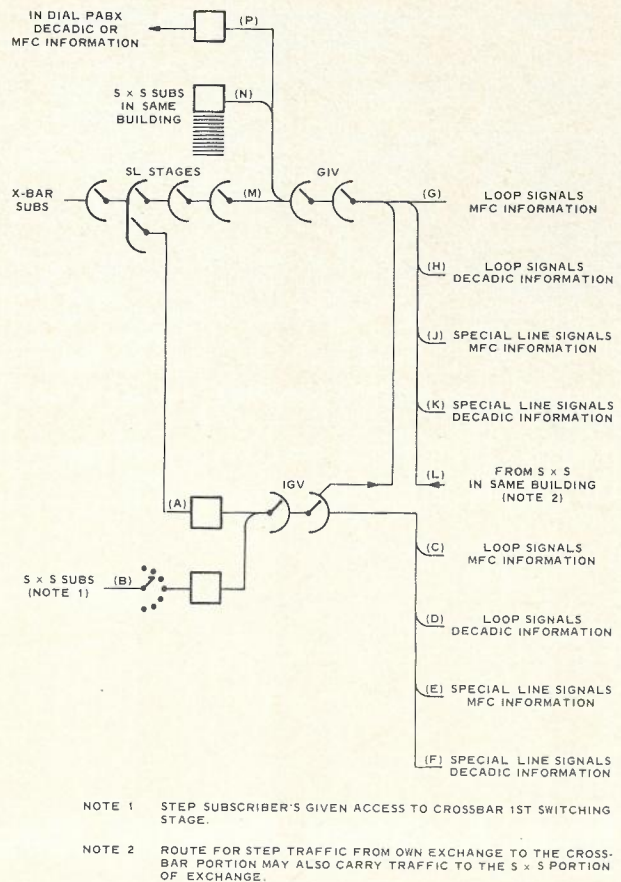 IN DIAL PABX
DECADIC OR
MFC INFORMATION
(P)
S x S SUBS
IN SAME
BUILDING
(N)
SL STAGES
GIV
X-BAR
SUBS
(M)
(G)
LOOP SIGNALS
MFC INFORMATION
(H)
LOOP SIGNALS
DECADIC INFORMATION
(J)
SPECIAL LINE SIGNALS
MFC INFORMATION
(K)
SPECIAL LINE SIGNALS
DECADIC INFORMATION
(L)
FROM S x S
IN SAME BUILDING
(NOTE 2)
IGV
(A)
(C)
LOOP SIGNALS
MFC INFORMATION
S x S SUBS
(NOTE 1)
(B)
(D)
LOOP SIGNALS
DECADIC INFORMATION
(E)
SPECIAL LINE SIGNALS
MFC INFORMATION
(F)
SPECIAL LINE SIGNALS
DECADIC INFORMATION
NOTE 1 STEP SUBSCRIBER'S GIVEN ACCESS TO CROSSBAR 1ST SWITCHING
STAGE.
NOTE 2 ROUTE FOR STEP TRAFFIC FROM OWN EXCHANGE TO THE CROSS-
BAR PORTION MAY ALSO CARRY TRAFFIC TO THE S x S PORTION
OF EXCHANGE.